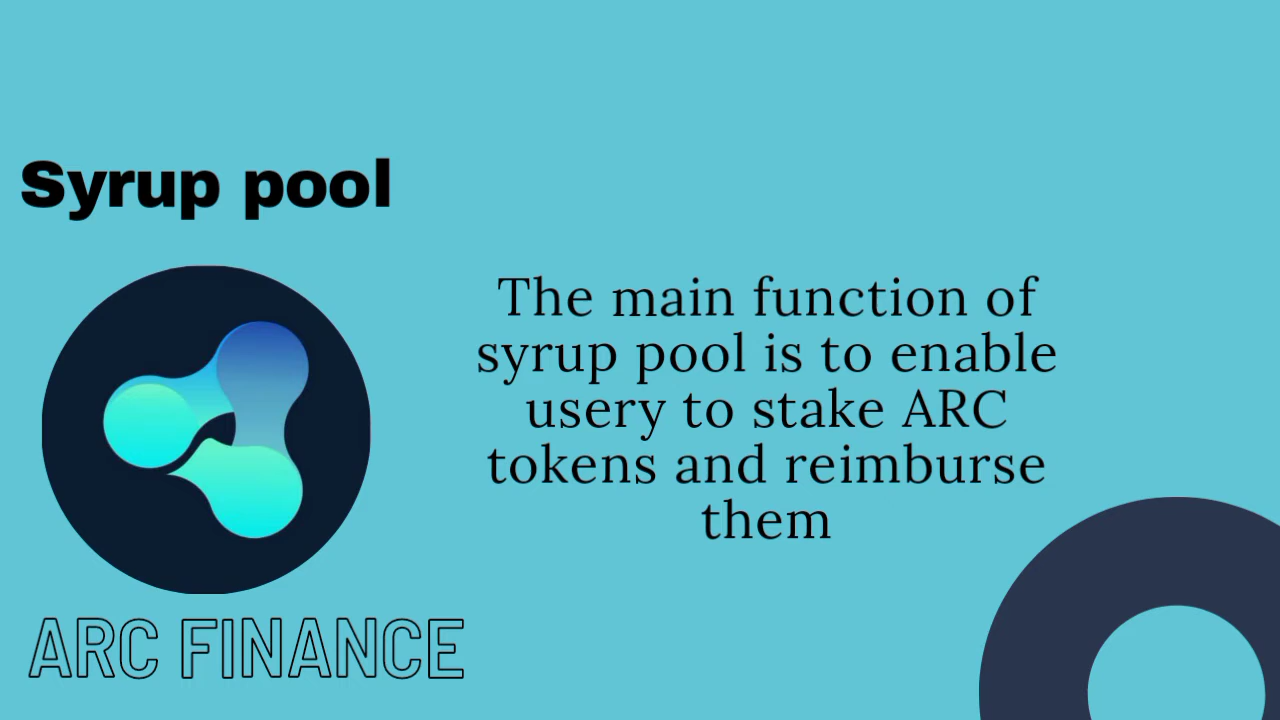 Syrup pool
The main function of
syrup pool is to enable
usery to stake ARC
tokens and reimburse
them
ARC FINANCE